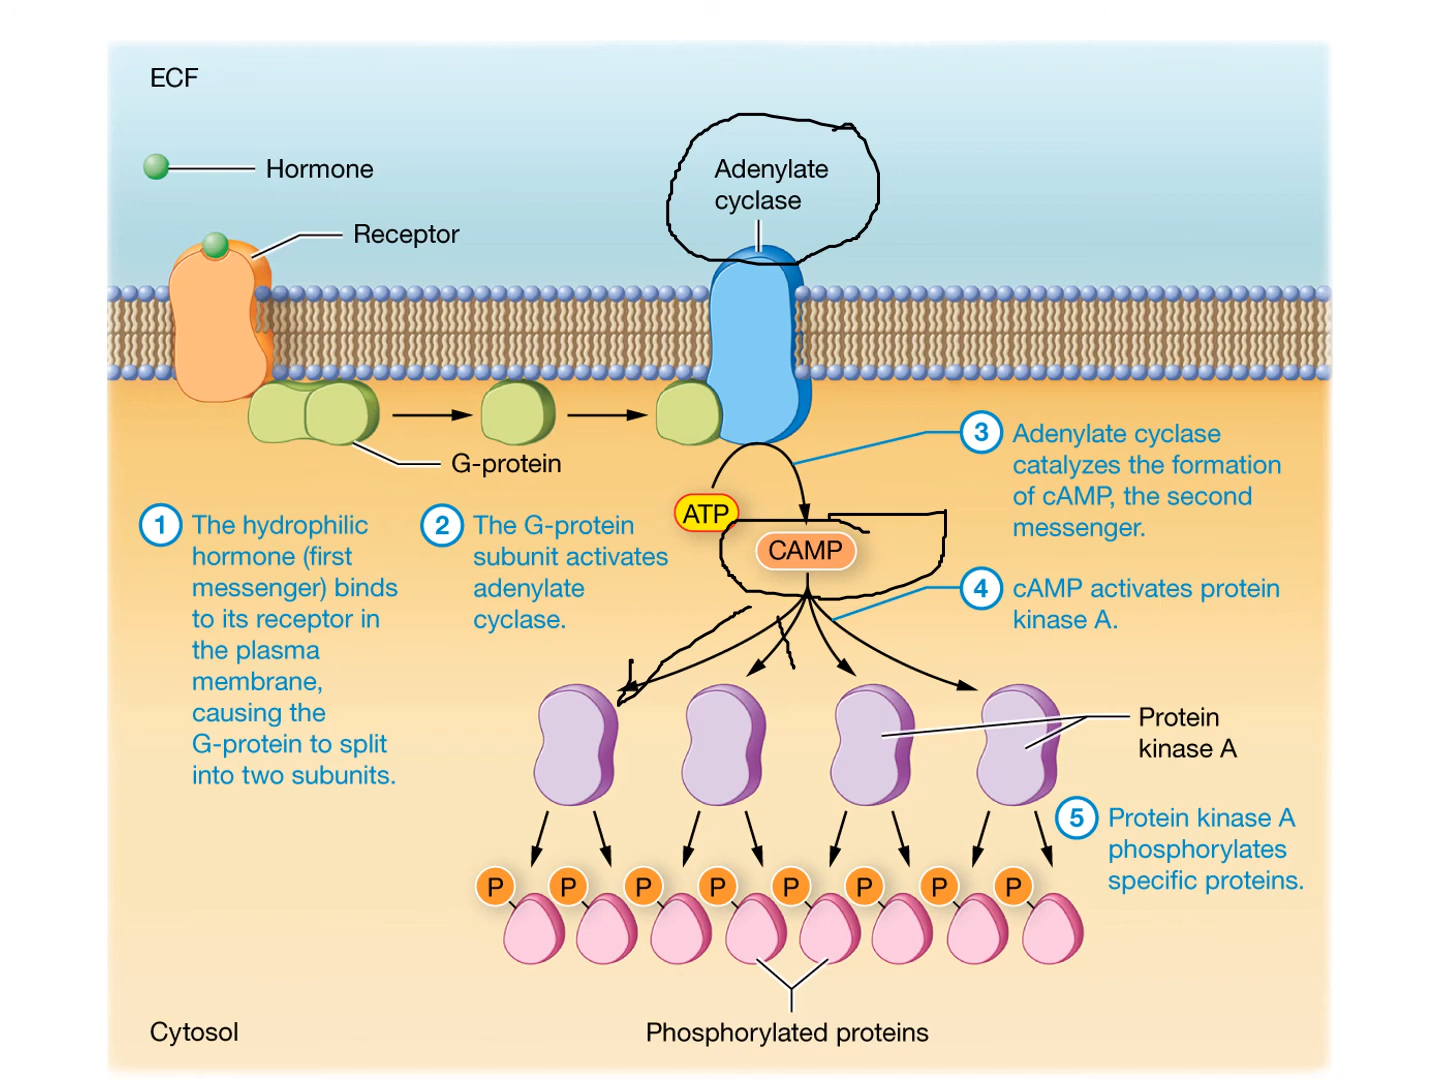 ECF
Hormone
Receptor
Adenylate
cyclase
G-protein
1 The hydrophilic
hormone (first
messenger) binds
to its receptor in
the plasma
membrane,
causing the
G-protein to split
into two subunits.
2 The G-protein
subunit activates
adenylate
cyclase.
ATP
CAMP
3 Adenylate cyclase
catalyzes the formation
of cAMP, the second
messenger.
4 cAMP activates protein
kinase A.
Protein
kinase A
5 Protein kinase A
phosphorylates
specific proteins.
P P P P P P P P
Phosphorylated proteins
Cytosol